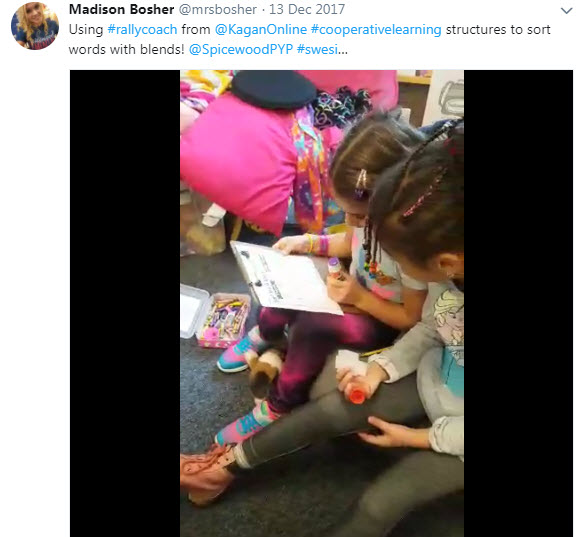 Madison Bosher @mrsbosher · 13 Dec 2017
Using #rallycoach from @KaganOnline #cooperativelearning structures to sort
words with blends! @SpicewoodPYP #swesi...